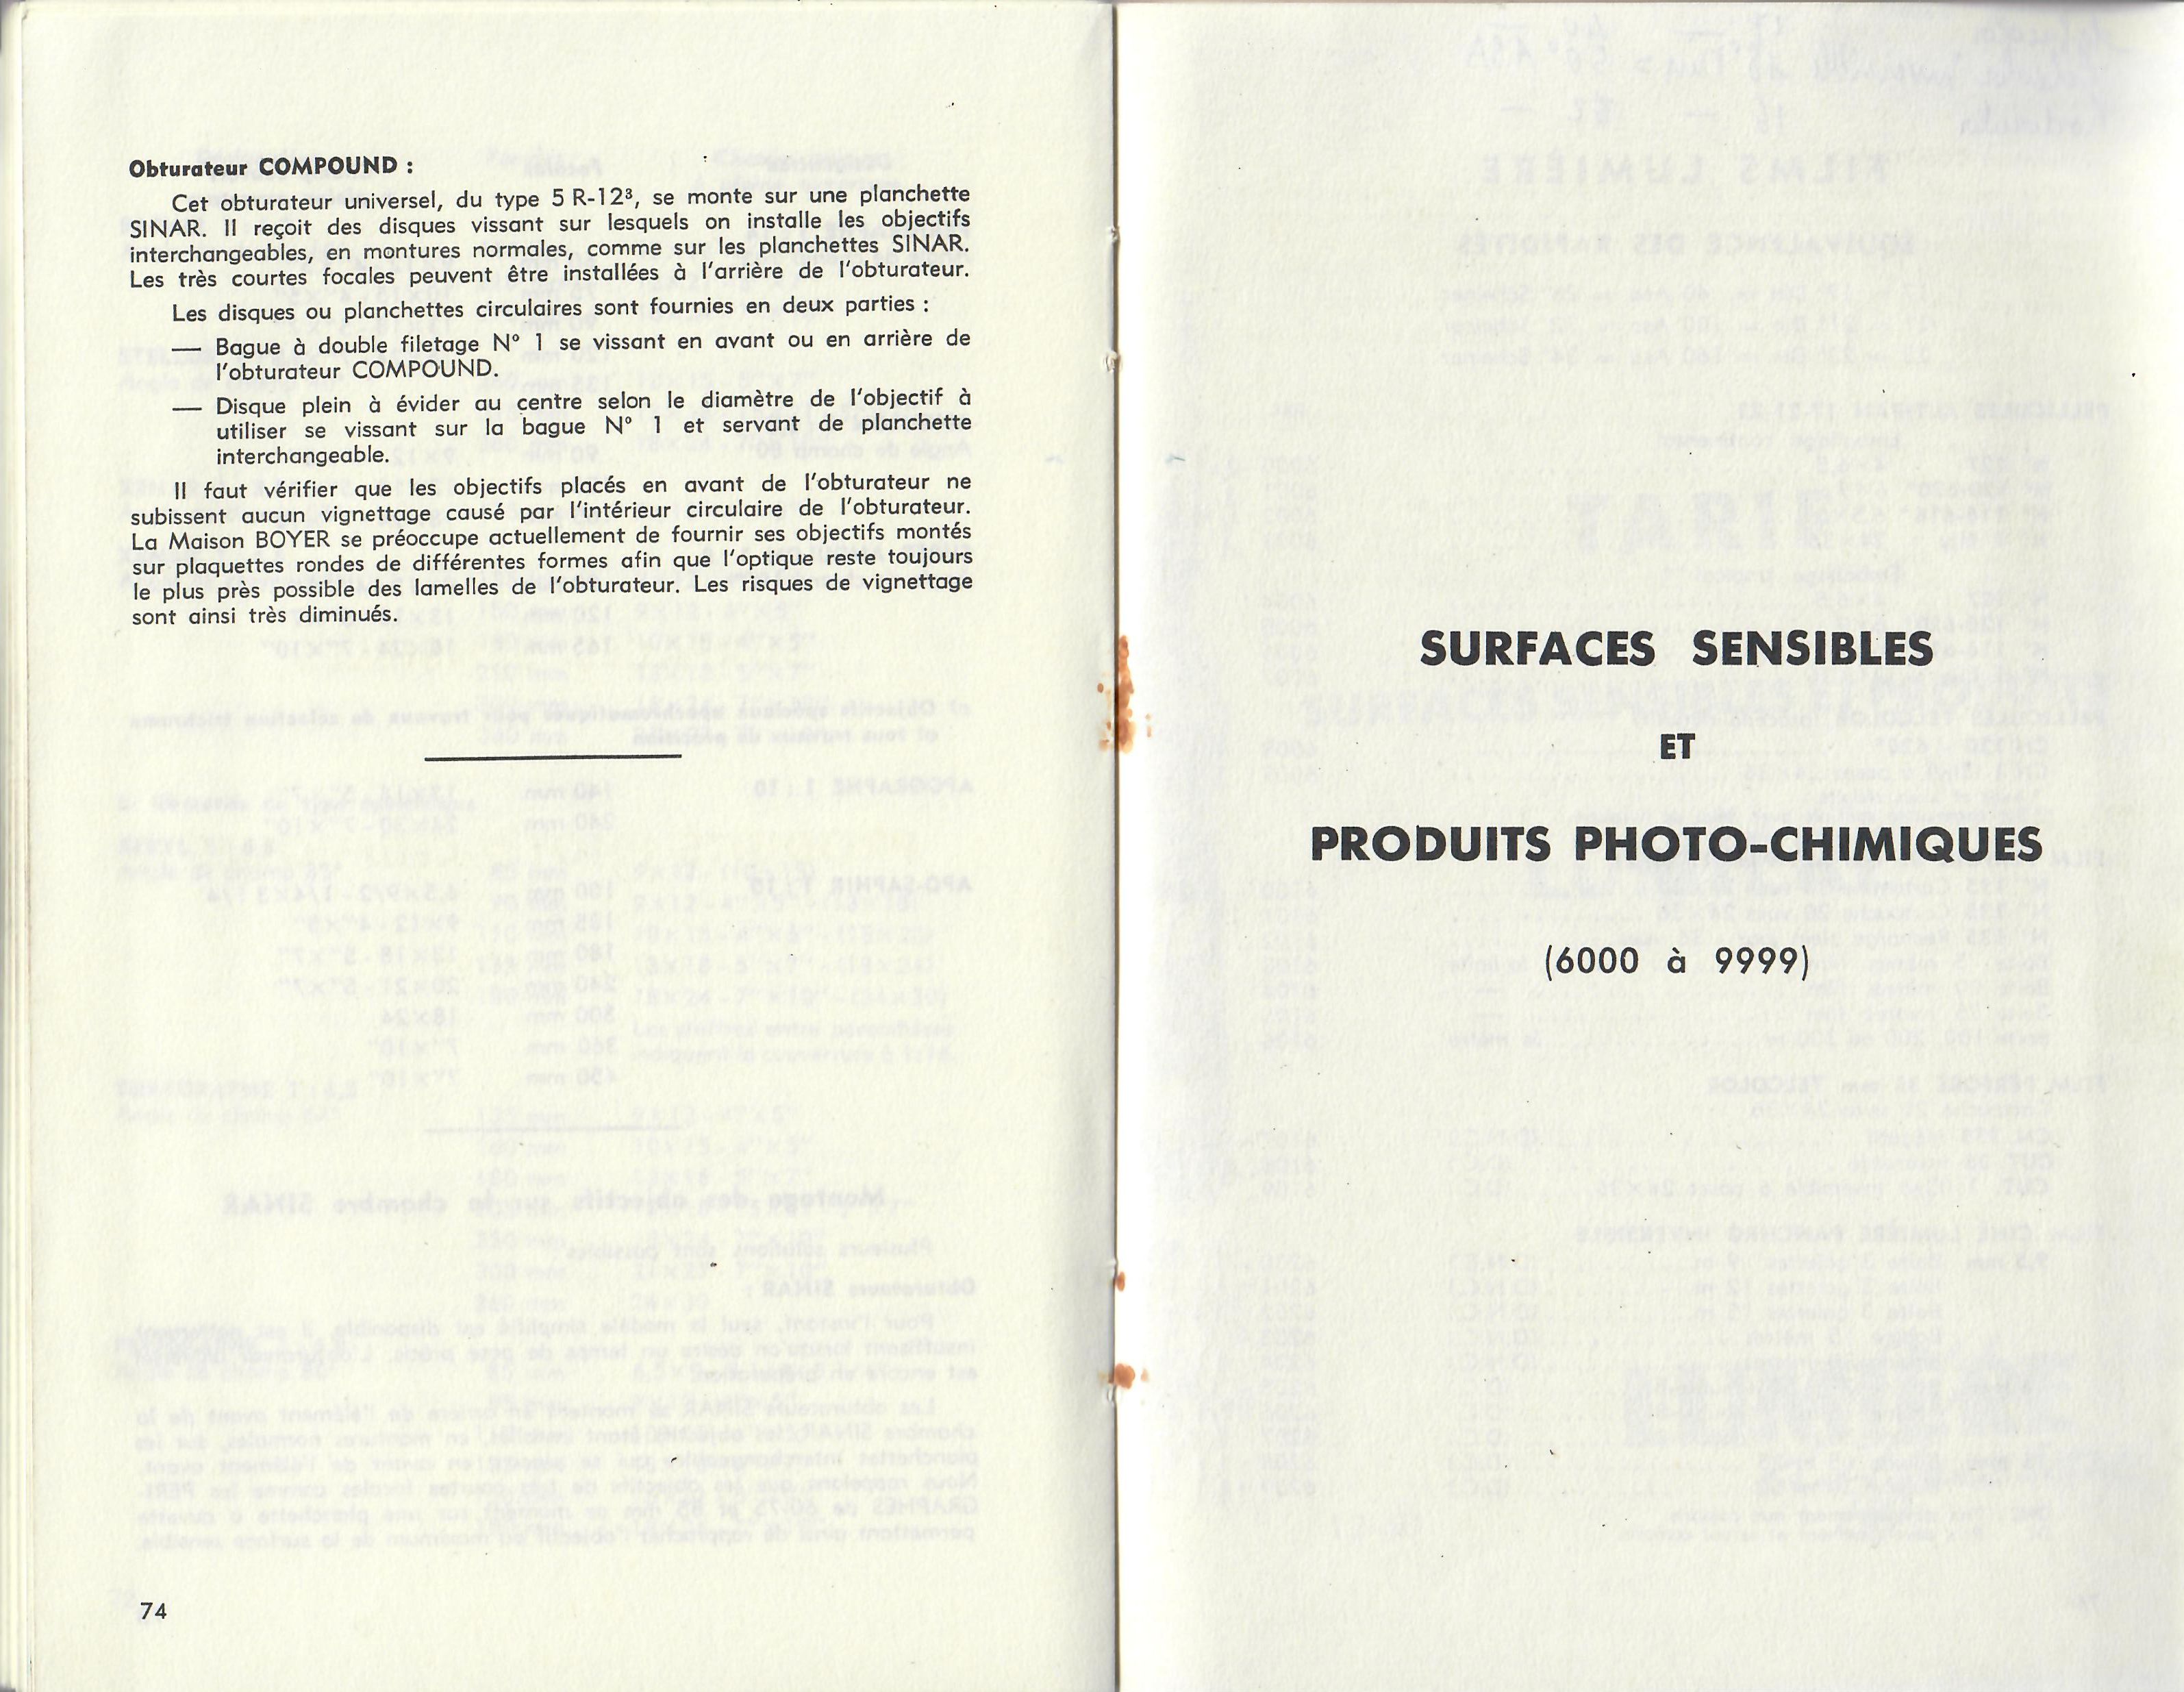 Obturateur COMPOUND :
Cet obturateur universel, du type 5 R-12³, se monte sur une planchette
SINAR. Il reçoit des disques vissant sur lesquels on installe les objectifs
interchangeables, en montures normales, comme sur les planchettes SINAR.
Les très courtes focales peuvent être installées à l'arrière de l'obturateur.
Les disques ou planchettes circulaires sont fournies en deux parties :
— Bague à double filetage N° 1 se vissant en avant ou en arrière de
l'obturateur COMPOUND.
— Disque plein à évider au centre selon le diamètre de l'objectif à
utiliser se vissant sur la bague N° 1 et servant de planchette
interchangeable.
Il faut vérifier que les objectifs placés en avant de l'obturateur ne
subissent aucun vignettage causé par l'intérieur circulaire de l'obturateur.
La Maison BOYER se préoccupe actuellement de fournir ses objectifs montés
sur plaquettes rondes de différentes formes afin que l'optique reste toujours
le plus près possible des lamelles de l'obturateur. Les risques de vignettage
sont ainsi très diminués.
74
SURFACES SENSIBLES
ET
PRODUITS PHOTO-CHIMIQUES
(6000 à 9999)